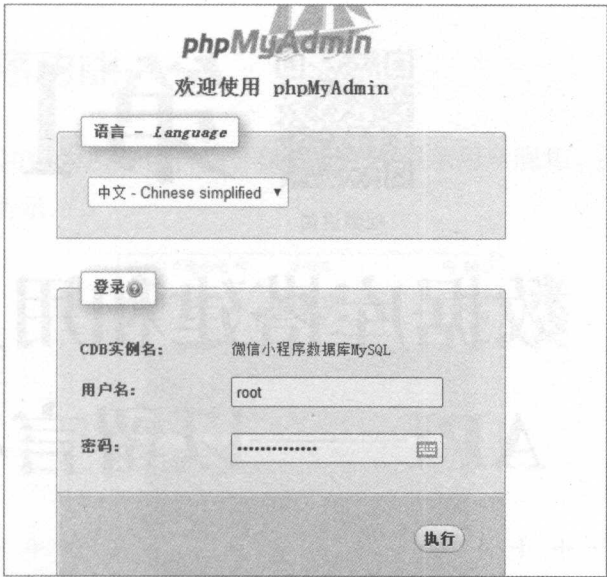 phpMyAdmin
欢迎使用 phpMyAdmin
语言 - Language
中文 - Chinese simplified
登录
CDB实例名： 微信小程序数据库MySQL
用户名： root
密码： ••••••••••••••
执行